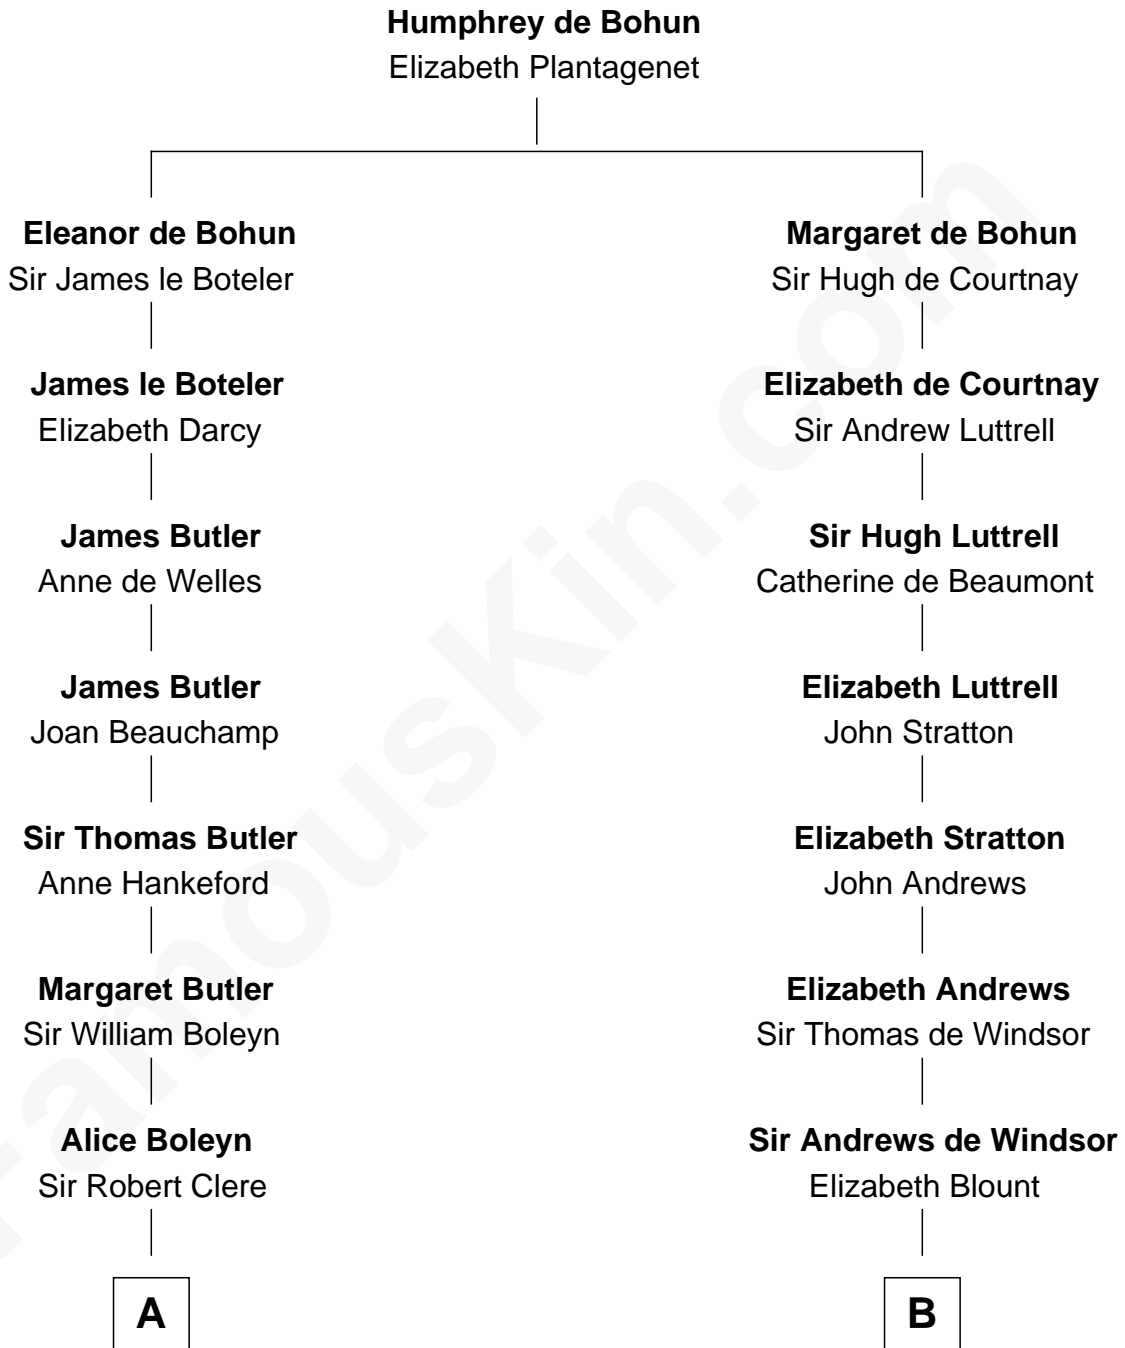 Humphrey de Bohun
Elizabeth Plantagenet
Eleanor de Bohun
Sir James le Boteler
Margaret de Bohun
Sir Hugh de Courtnay
James le Boteler
Elizabeth Darcy
Elizabeth de Courtnay
Sir Andrew Luttrell
James Butler
Anne de Welles
Sir Hugh Luttrell
Catherine de Beaumont
James Butler
Joan Beauchamp
Elizabeth Luttrell
John Stratton
Sir Thomas Butler
Anne Hankeford
Elizabeth Stratton
John Andrews
Margaret Butler
Sir William Boleyn
Elizabeth Andrews
Sir Thomas de Windsor
Alice Boleyn
Sir Robert Clere
Sir Andrews de Windsor
Elizabeth Blount
A
B
FamousKin.com